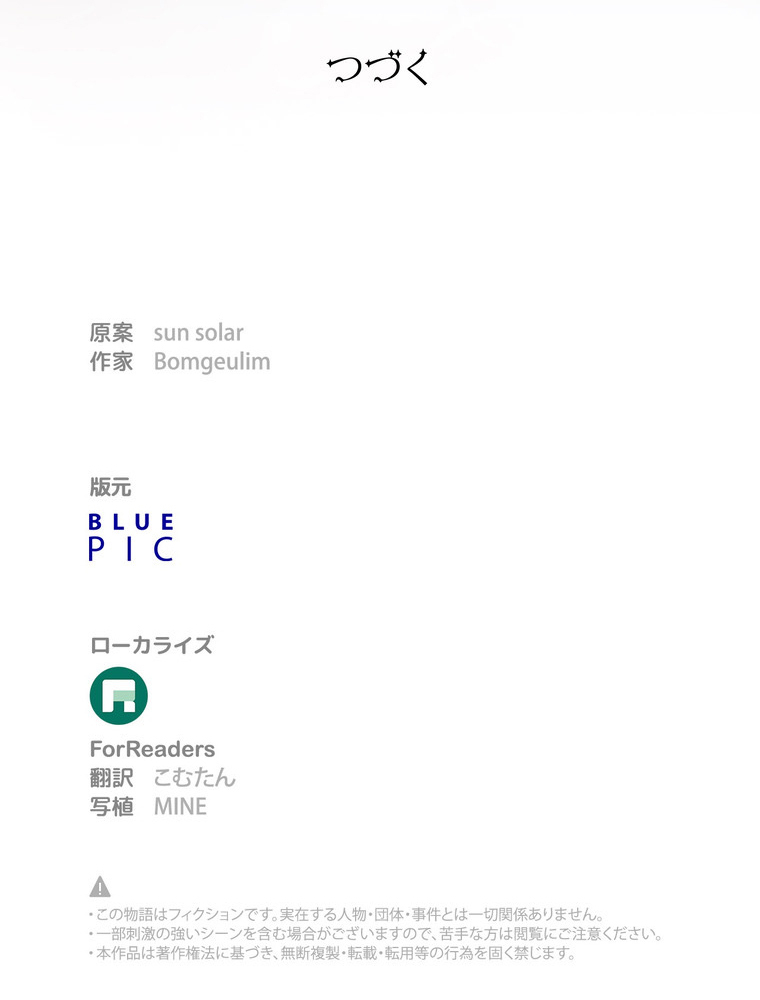 つづく
原案 sun solar
作家 Bomgeulim
版元
BLUE
PIC
ローカライズ
ForReaders
翻訳 こむたん
写植 MINE
・この物語はフィクションです。実在する人物・団体・事件とは一切関係ありません。
・一部刺激の強いシーンを含む場合がございますので、苦手な方は閲覧にご注意ください。
・本作品は著作権法に基づき、無断複製・転載・転用等の行為を固く禁じます。